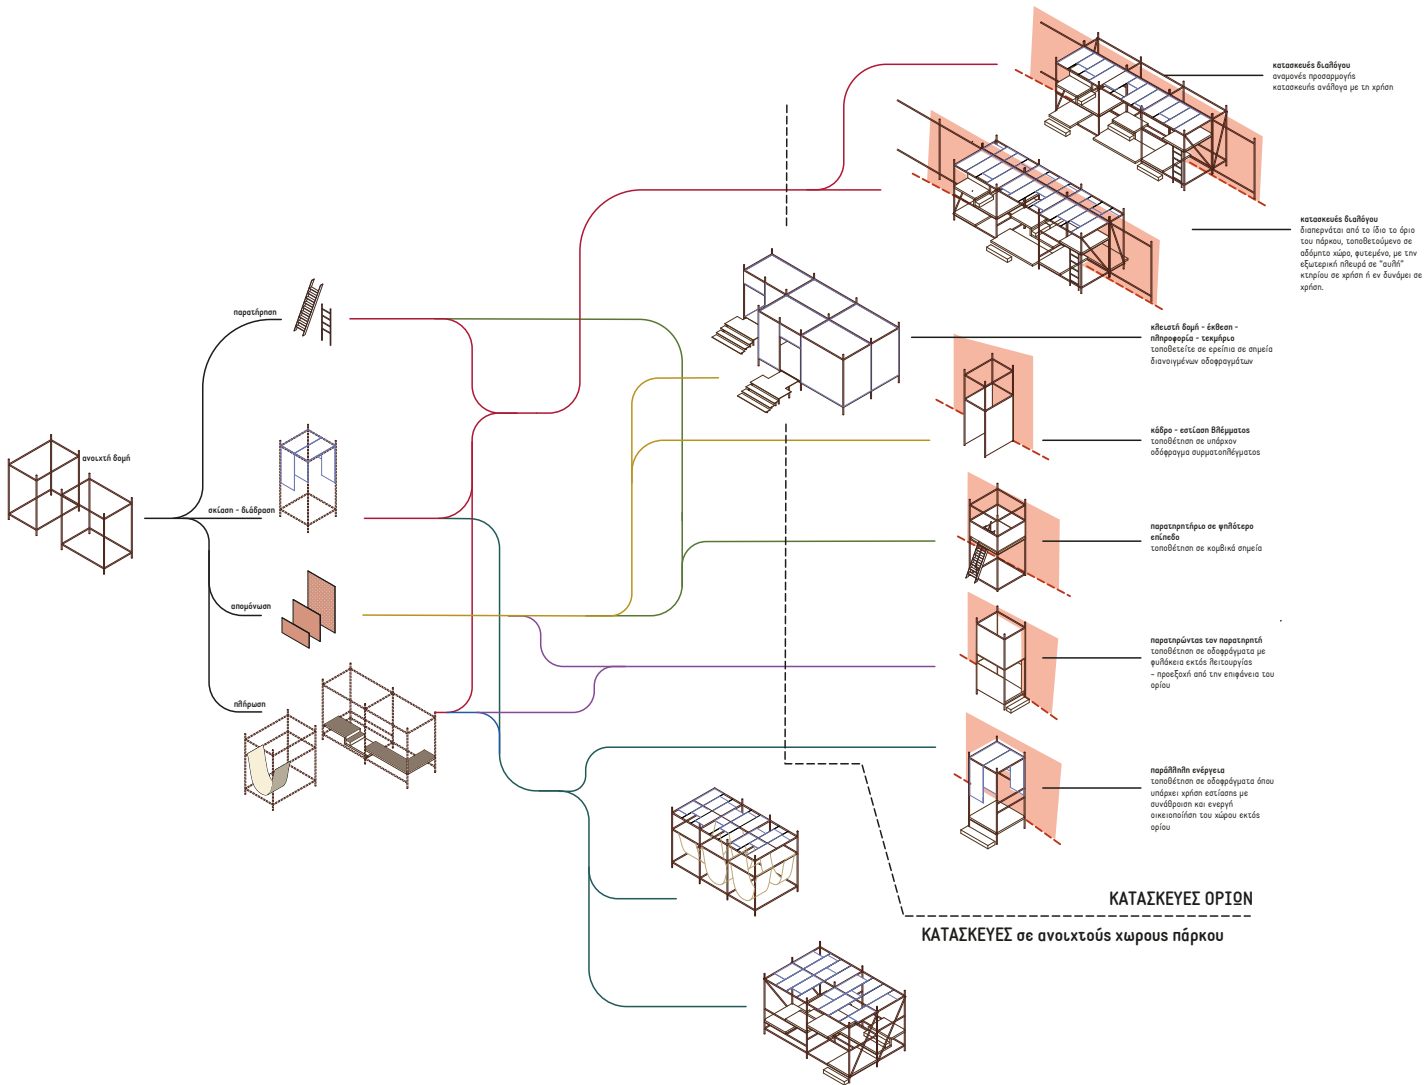 κατασκευές διαλόγου
αναμονές προσαρμογής
κατασκευής ανάλογα με τη χρήση
κατασκευές διαλόγου
διαπερνάται από το ίδιο το όριο
του πάρκου, τοποθετούμενο σε
αδόμητο χώρο, φυτεμένο, με την
εξωτερική πλευρά σε "αυλή"
κτηρίου σε χρήση ή εν δυνάμει σε
χρήση.
παρατήρηση
κλειστή δομή - έκθεση -
πληροφορία - τεκμήριο
τοποθετείτε σε ερείπια σε σημεία
διανοιγμένων οδοφραγμάτων
κάδρο - εστίαση βλέμματος
τοποθέτηση σε υπάρχον
οδόφραγμα συρματοπλέγματος
ανοιχτή δομή
σκίαση - διάδραση
παρατηρητήριο σε ψηλότερο
επίπεδο
τοποθέτηση σε κομβικά σημεία
απομόνωση
παρατηρώντας τον παρατηρητή
τοποθέτηση σε οδοφράγματα με
φυλάκεια εκτός λειτουργίας
- προεξοχή από την επιφάνεια του
ορίου
πλήρωση
παράλληλη ενέργεια
τοποθέτηση σε οδοφράγματα όπου
υπάρχει χρήση εστίασης με
συνάθροιση και ενεργή
οικειοποίηση του χώρου εκτός
ορίου
ΚΑΤΑΣΚΕΥΕΣ ΟΡΙΩΝ
ΚΑΤΑΣΚΕΥΕΣ σε ανοιχτούς χωρους πάρκου